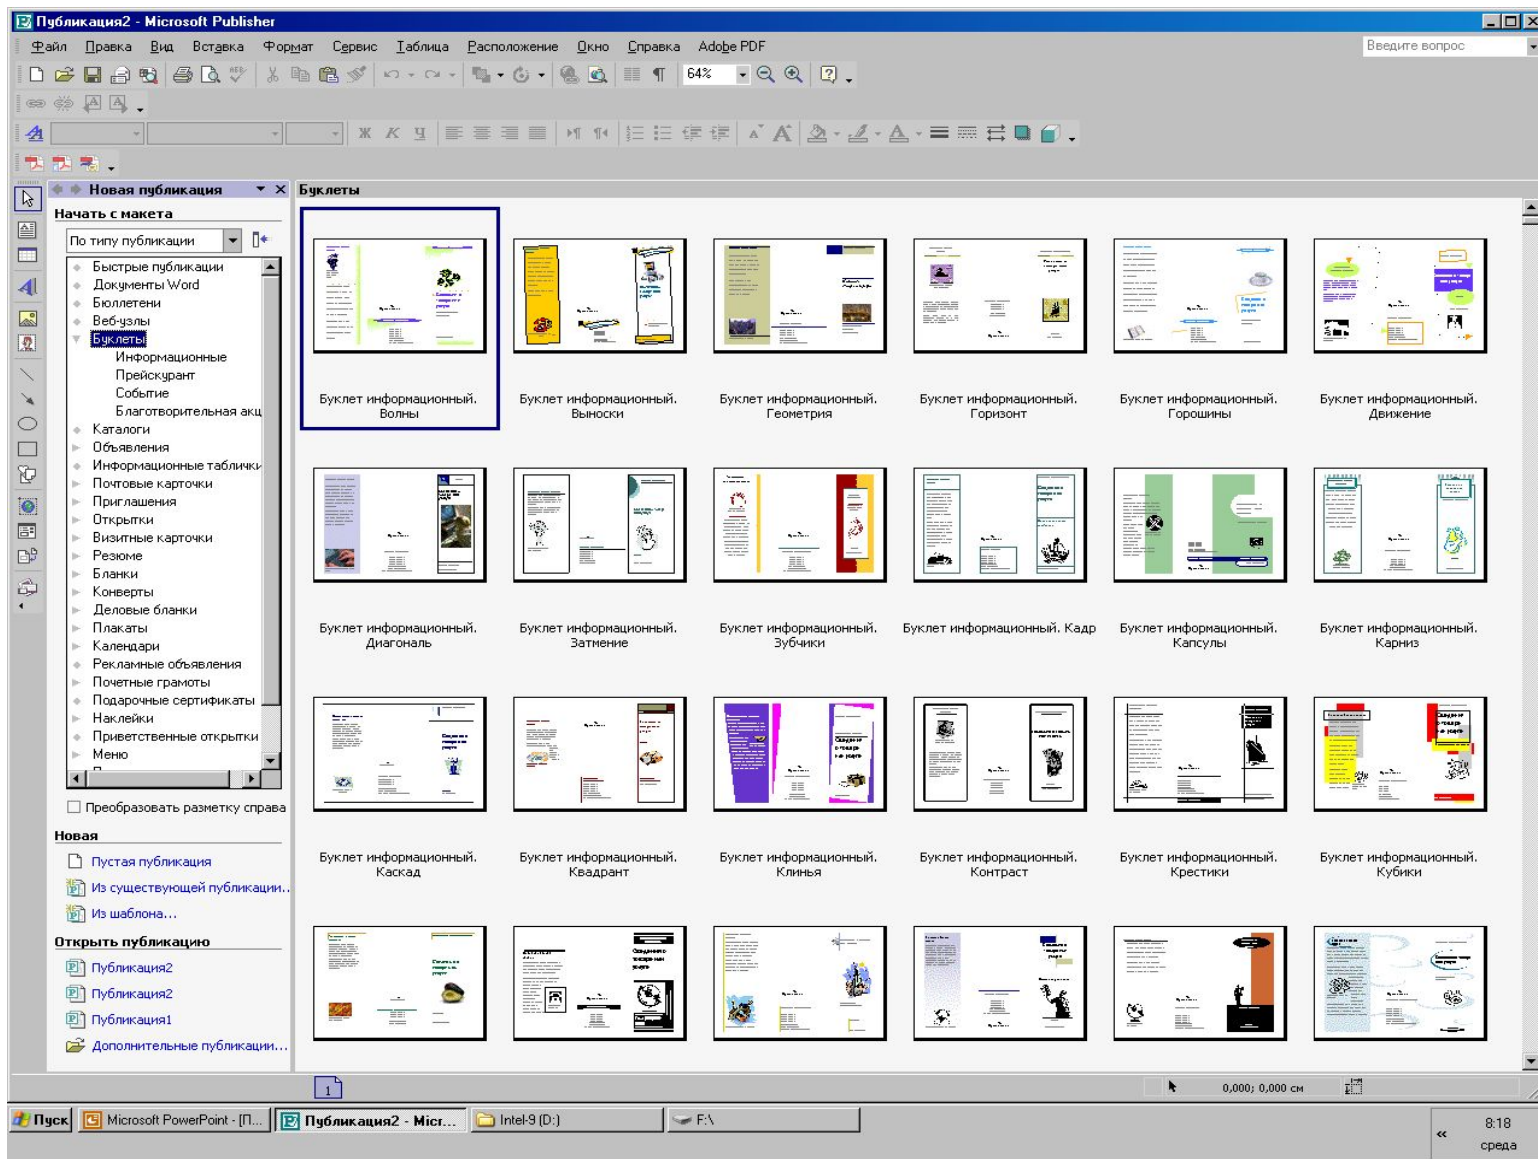 Публикация2 - Microsoft Publisher
Файл Правка Вид Вставка Формат Сервис Таблица Расположение Окно Справка Adobe PDF
Введите вопрос
64%
Ж К Ч
Новая публикация
Начать с макета
По типу публикации
Быстрые публикации
Документы Word
Бюллетени
Веб-узлы
Буклеты
Информационные
Прейскурант
Событие
Благотворительная акц
Каталоги
Объявления
Информационные таблички
Почтовые карточки
Приглашения
Открытки
Визитные карточки
Резюме
Бланки
Конверты
Деловые бланки
Плакаты
Календари
Рекламные объявления
Почетные грамоты
Подарочные сертификаты
Наклейки
Приветственные открытки
Меню
Преобразовать разметку справа
Новая
Пустая публикация
Из существующей публикации..
Из шаблона...
Открыть публикацию
Публикация2
Публикация2
Публикация1
Дополнительные публикации...
Буклеты
Буклет информационный. Волны
Буклет информационный. Выноски
Буклет информационный. Геометрия
Буклет информационный. Горизонт
Буклет информационный. Горошины
Буклет информационный. Движение
Буклет информационный. Диагональ
Буклет информационный. Затмение
Буклет информационный. Зубчики
Буклет информационный. Кадр
Буклет информационный. Капсулы
Буклет информационный. Карниз
Буклет информационный. Каскад
Буклет информационный. Квадрант
Буклет информационный. Клинья
Буклет информационный. Контраст
Буклет информационный. Крестики
Буклет информационный. Кубики
1
0,000; 0,000 см
Пуск
Microsoft PowerPoint - [П...
Публикация2 - Micr...
Intel-9 (D:)
F:\
8:18
среда